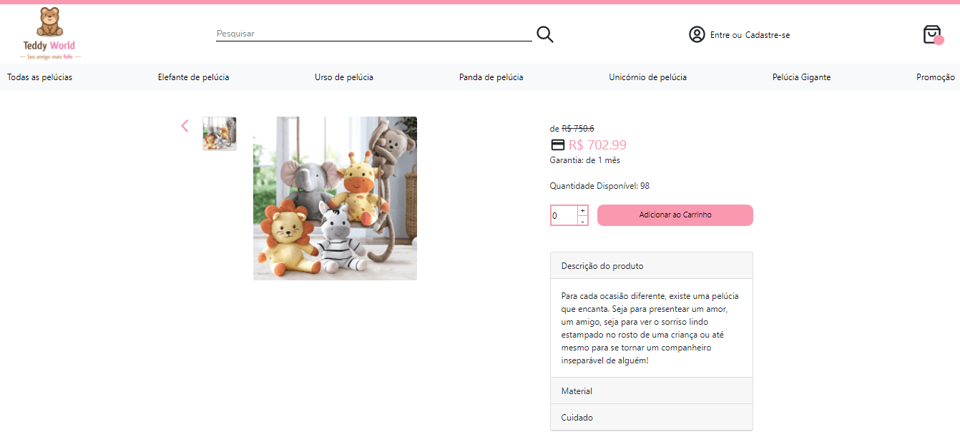 Teddy World
Seu amigo mais fofo
Pesquisar
Entre ou Cadastre-se
Todas as pelúcias
Elefante de pelúcia
Urso de pelúcia
Panda de pelúcia
Unicórnio de pelúcia
Pelúcia Gigante
Promoção
de R$ 750.6
R$ 702.99
Garantia: de 1 mês
Quantidade Disponível: 98
0
+
-
Adicionar ao Carrinho
Descrição do produto
Para cada ocasião diferente, existe uma pelúcia
que encanta. Seja para presentear um amor,
um amigo, seja para ver o sorriso lindo
estampado no rosto de uma criança ou até
mesmo para se tornar um companheiro
inseparável de alguém!
Material
Cuidado